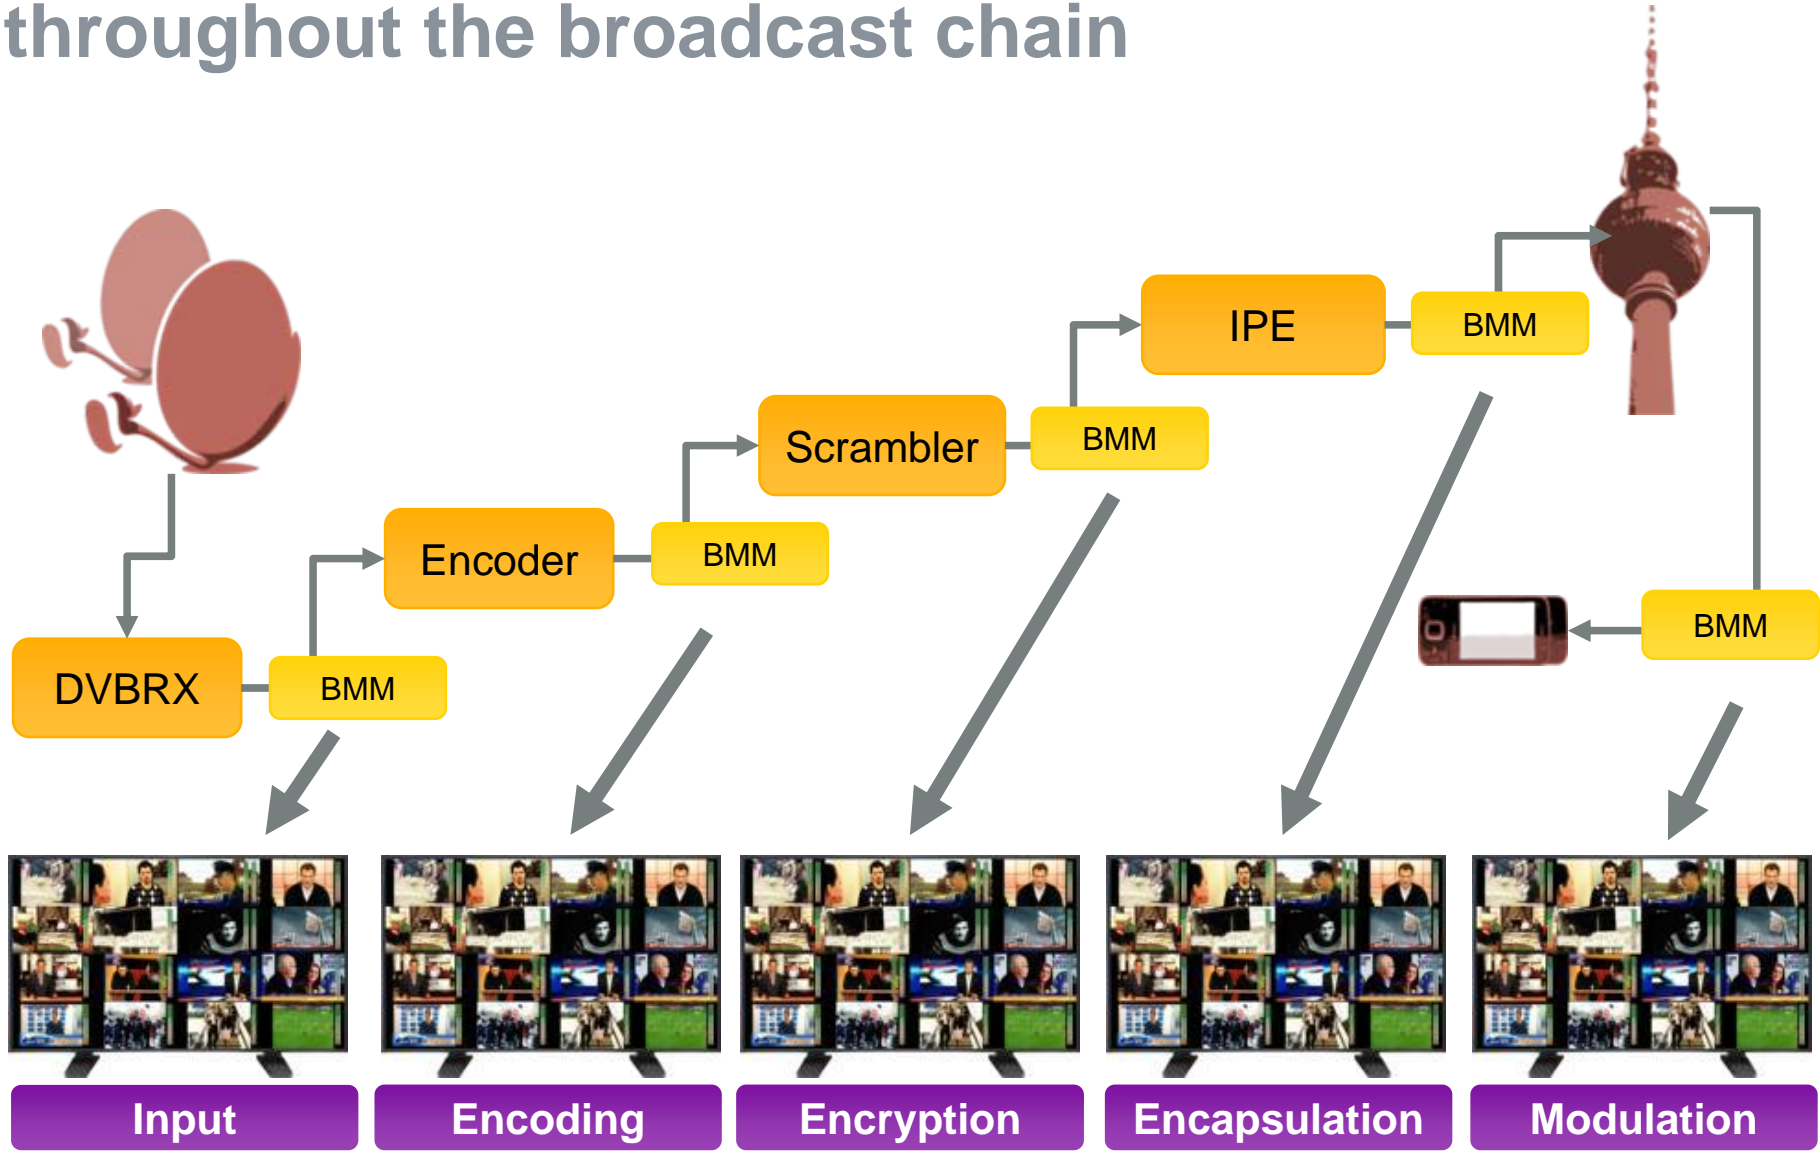 throughout the broadcast chain
IPE
BMM
Scrambler
BMM
Encoder
BMM
BMM
DVBRX
BMM
Input
Encoding
Encryption
Encapsulation
Modulation